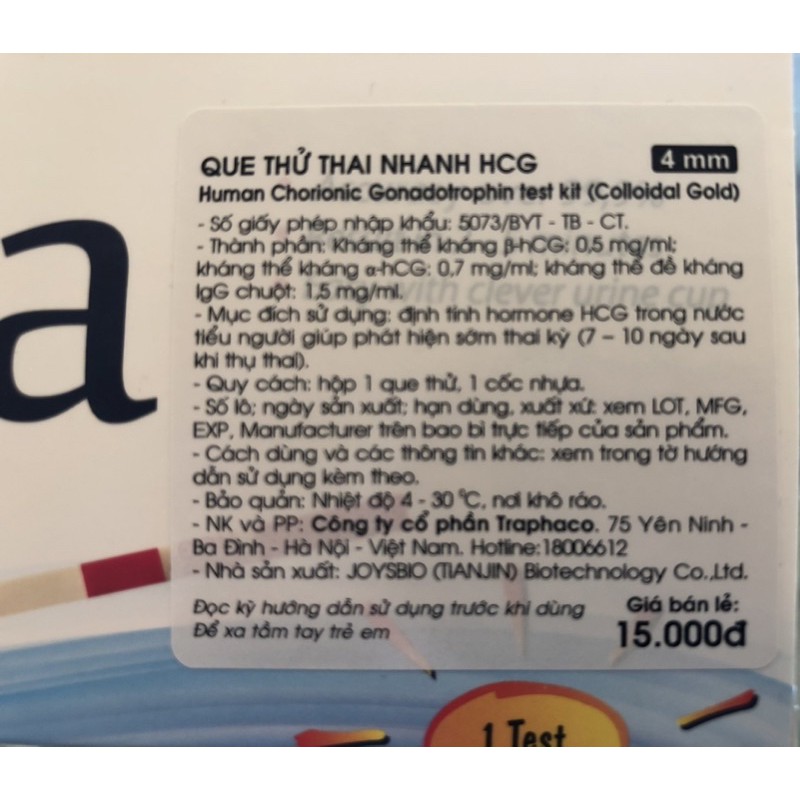 a
QUE THỬ THAI NHANH HCG
4 mm
Human Chorionic Gonadotrophin test kit (Colloidal Gold)
- Số giấy phép nhập khẩu: 5073/BYT - TB - CT.
- Thành phần: Kháng thể kháng β-hCG: 0,5 mg/ml;
kháng thể kháng α-hCG: 0,7 mg/ml; kháng thể đề kháng
IgG chuột: 1,5 mg/ml.
with clever urine cup
- Mục đích sử dụng: định tính hormone HCG trong nước
tiểu người giúp phát hiện sớm thai kỳ (7 – 10 ngày sau
khi thụ thai).
- Quy cách: hộp 1 que thử, 1 cốc nhựa.
- Số lô; ngày sản xuất; hạn dùng, xuất xứ: xem LOT, MFG,
EXP, Manufacturer trên bao bì trực tiếp của sản phẩm.
- Cách dùng và các thông tin khác: xem trong tờ hướng
dẫn sử dụng kèm theo.
- Bảo quản: Nhiệt độ 4 - 30 °C, nơi khô ráo.
- NK và PP: Công ty cổ phần Traphaco. 75 Yên Ninh -
Ba Đình - Hà Nội - Việt Nam. Hotline:18006612
- Nhà sản xuất: JOYSBIO (TIANJIN) Biotechnology Co.,Ltd.
Đọc kỹ hướng dẫn sử dụng trước khi dùng
Để xa tầm tay trẻ em
Giá bán lẻ:
15.000đ
1 Test